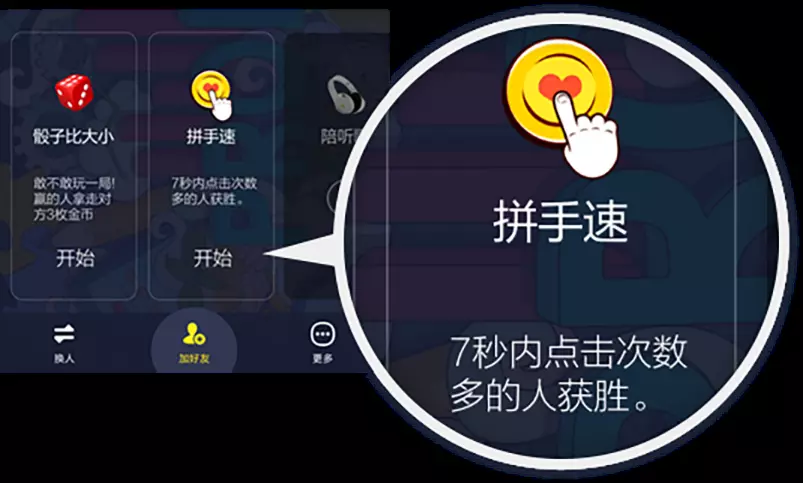 骰子比大小
拼手速
陪听
敢不敢玩一局!
赢的人拿走对
方3枚金币
7秒内点击次数
多的人获胜。
开始
开始
换人
加好友
更多
拼手速
7秒内点击次数
多的人获胜。